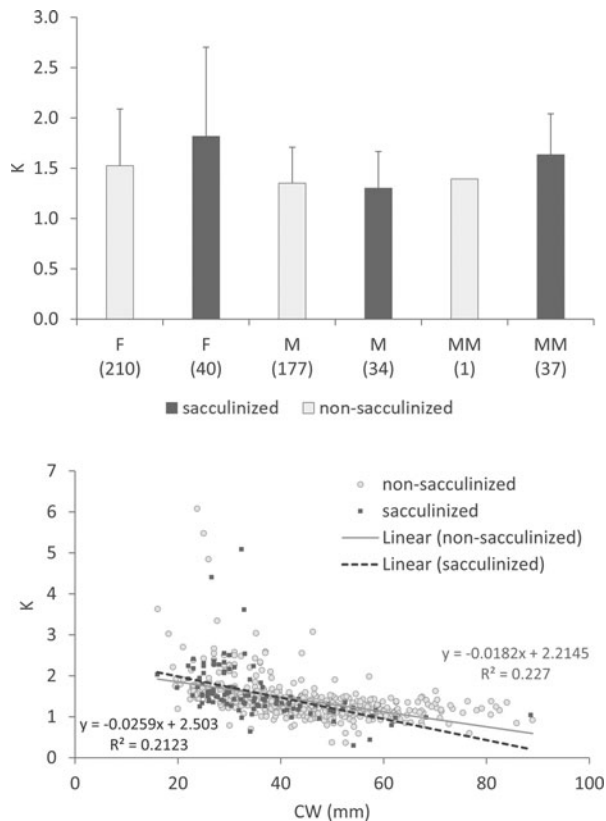 3.0
2.5
2.0
1.5
1.0
0.5
0.0
K
F F M M MM MM
(210) (40) (177) (34) (1) (37)
sacculinized non-sacculinized
7
6
5
4
3
2
1
0
K
non-sacculinized
sacculinized
Linear (non-sacculinized)
Linear (sacculinized)
y = -0.0182x + 2.2145
R² = 0.227
y = -0.0259x + 2.503
R² = 0.2123
0 20 40 60 80 100
CW (mm)